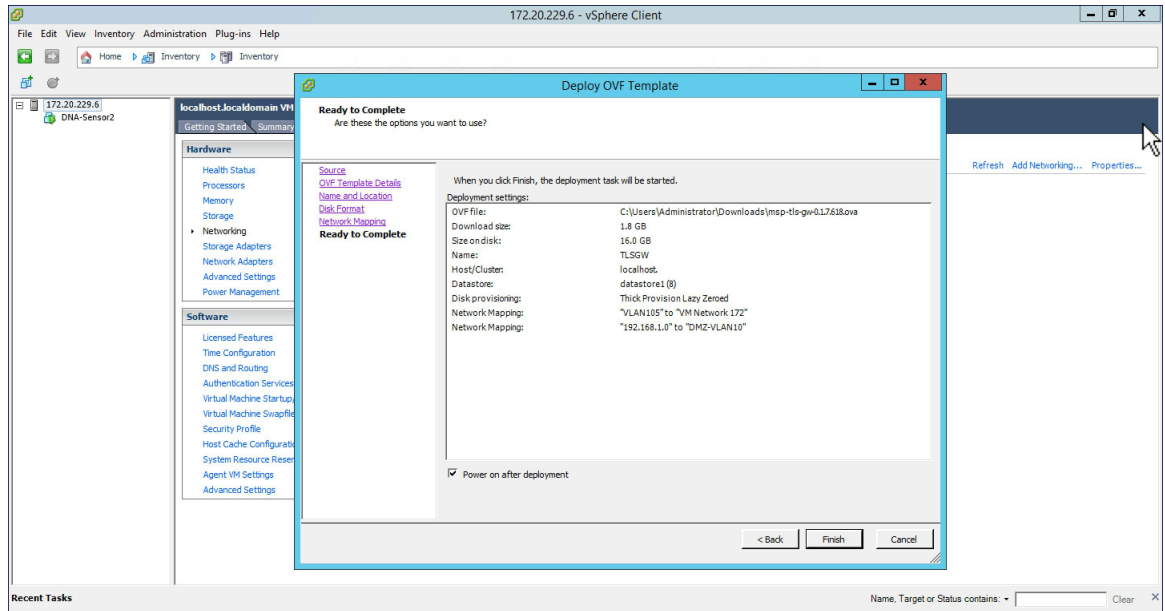 172.20.229.6 - vSphere Client
File Edit View Inventory Administration Plug-ins Help
Home Inventory Inventory
172.20.229.6
DNA-Sensor2
localhost.localdomain VM
Getting Started Summary
Hardware
Health Status
Processors
Memory
Storage
Networking
Storage Adapters
Network Adapters
Advanced Settings
Power Management
Software
Licensed Features
Time Configuration
DNS and Routing
Authentication Services
Virtual Machine Startup/
Virtual Machine Swapfile
Security Profile
Host Cache Configuratio
System Resource Reser
Agent VM Settings
Advanced Settings
Refresh Add Networking... Properties...
Deploy OVF Template
Ready to Complete
Are these the options you want to use?
Source
OVF Template Details
Name and Location
Disk Format
Network Mapping
Ready to Complete
When you click Finish, the deployment task will be started.
Deployment settings:
OVF file: C:\Users\Administrator\Downloads\msp-tls-gw-0.1.7.618.ova
Download size: 1.8 GB
Size on disk: 16.0 GB
Name: TLSGW
Host/Cluster: localhost.
Datastore: datastore1 (8)
Disk provisioning: Thick Provision Lazy Zeroed
Network Mapping: "VLAN105" to "VM Network 172"
Network Mapping: "192.168.1.0" to "DMZ-VLAN10"
Power on after deployment
< Back Finish Cancel
Recent Tasks Name, Target or Status contains: Clear